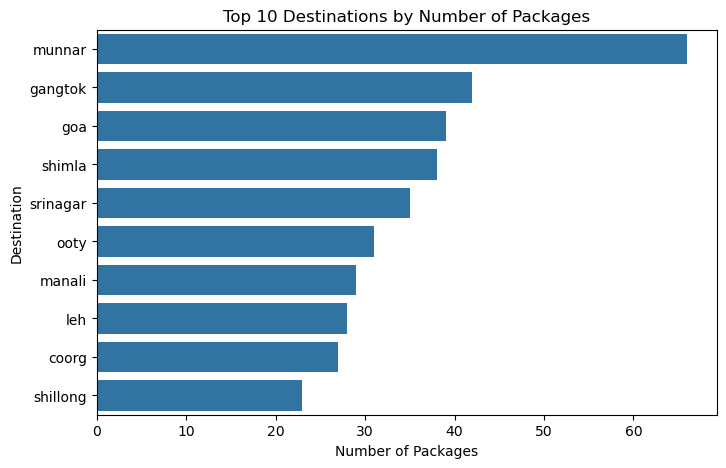 Top 10 Destinations by Number of Packages
Destination
munnar
gangtok
goa
shimla
srinagar
ooty
manali
leh
coorg
shillong
0 10 20 30 40 50 60
Number of Packages